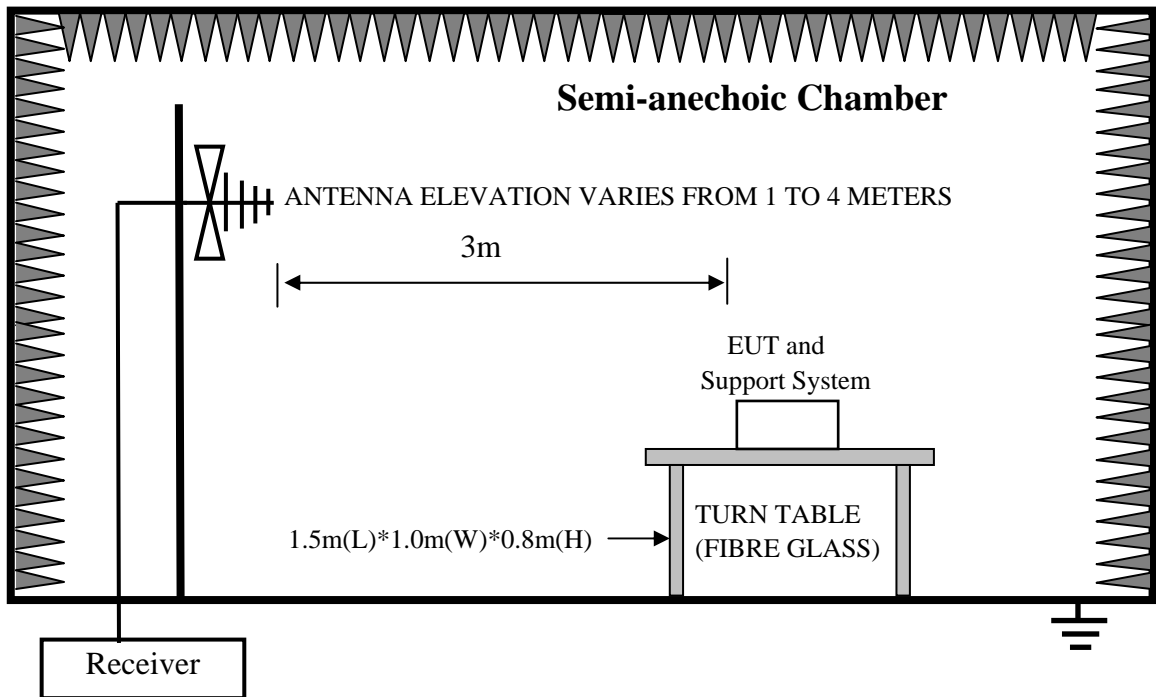 Semi-anechoic Chamber
ANTENNA ELEVATION VARIES FROM 1 TO 4 METERS
3m
EUT and
Support System
1.5m(L)*1.0m(W)*0.8m(H)
TURN TABLE
(FIBRE GLASS)
Receiver